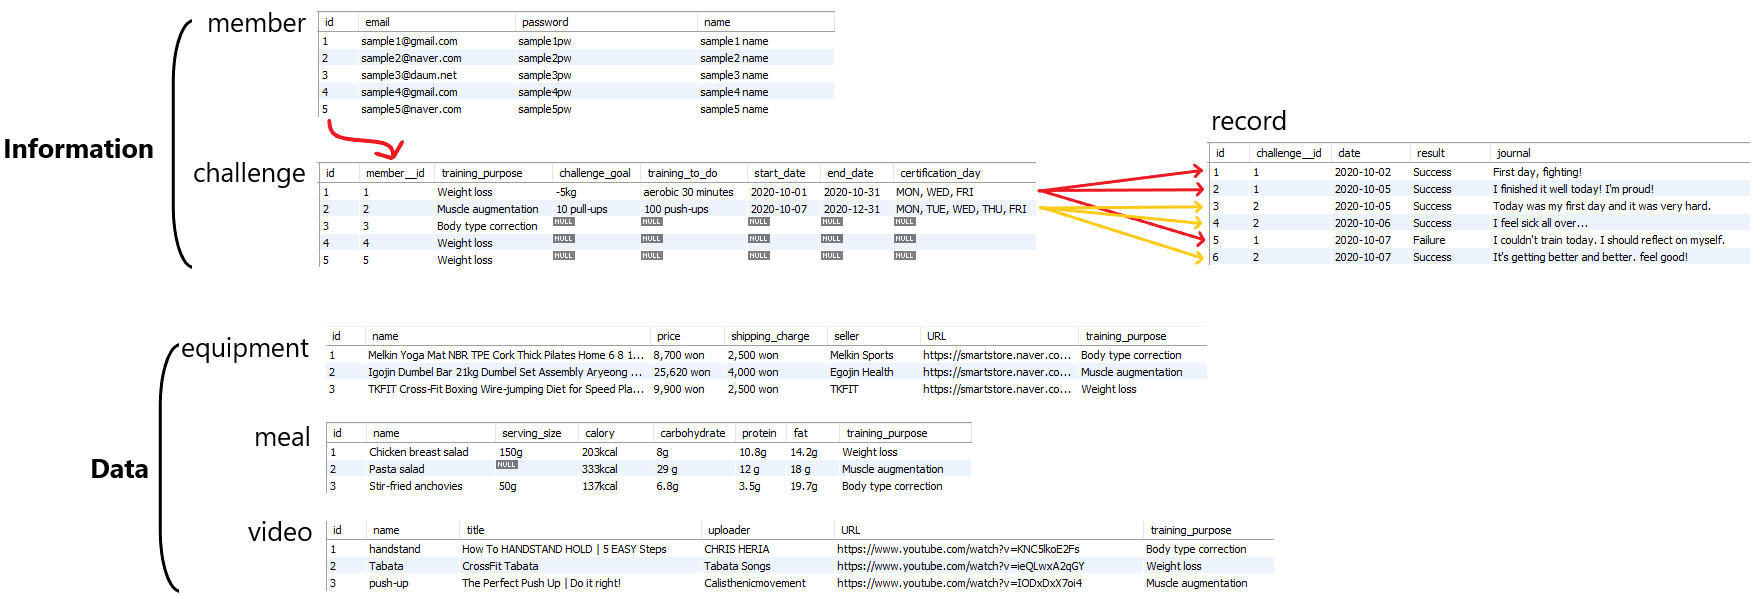 member
id email password name
1 sample1@gmail.com sample1pw sample1 name
2 sample2@naver.com sample2pw sample2 name
3 sample3@daum.net sample3pw sample3 name
4 sample4@gmail.com sample4pw sample4 name
5 sample5@naver.com sample5pw sample5 name
Information
challenge
id member__id training_purpose challenge_goal training_to_do start_date end_date certification_day
1 1 Weight loss -5kg aerobic 30 minutes 2020-10-01 2020-10-31 MON, WED, FRI
2 2 Muscle augmentation 10 pull-ups 100 push-ups 2020-10-07 2020-12-31 MON, TUE, WED, THU, FRI
3 3 Body type correction NULL NULL NULL NULL NULL
4 4 Weight loss NULL NULL NULL NULL NULL
5 5 Weight loss NULL NULL NULL NULL NULL
record
id challenge__id date result journal
1 1 2020-10-02 Success First day, fighting!
2 1 2020-10-05 Success I finished it well today! I'm proud!
3 2 2020-10-05 Success Today was my first day and it was very hard.
4 2 2020-10-06 Success I feel sick all over...
5 1 2020-10-07 Failure I couldn't train today. I should reflect on myself.
6 2 2020-10-07 Success It's getting better and better. feel good!
equipment
id name price shipping_charge seller URL training_purpose
1 Melkin Yoga Mat NBR TPE Cork Thick Pilates Home 6 8 1... 8,700 won 2,500 won Melkin Sports https://smartstore.naver.co... Body type correction
2 Igojin Dumbel Bar 21kg Dumbel Set Assembly Aryeong ... 25,620 won 4,000 won Egojin Health https://smartstore.naver.co... Muscle augmentation
3 TKFIT Cross-Fit Boxing Wire-jumping Diet for Speed Pla... 9,900 won 2,500 won TKFIT https://smartstore.naver.co... Weight loss
Data
meal
id name serving_size calory carbohydrate protein fat training_purpose
1 Chicken breast salad 150g 203kcal 8g 10.8g 14.2g Weight loss
2 Pasta salad NULL 333kcal 29 g 12 g 18 g Muscle augmentation
3 Stir-fried anchovies 50g 137kcal 6.8g 3.5g 19.7g Body type correction
video
id name title uploader URL training_purpose
1 handstand How To HANDSTAND HOLD | 5 EASY Steps CHRIS HERIA https://www.youtube.com/watch?v=KNC5lkoE2Fs Body type correction
2 Tabata CrossFit Tabata Tabata Songs https://www.youtube.com/watch?v=ieQLwxA2qGY Weight loss
3 push-up The Perfect Push Up | Do it right! Calisthenicmovement https://www.youtube.com/watch?v=IODxDxX7oi4 Muscle augmentation